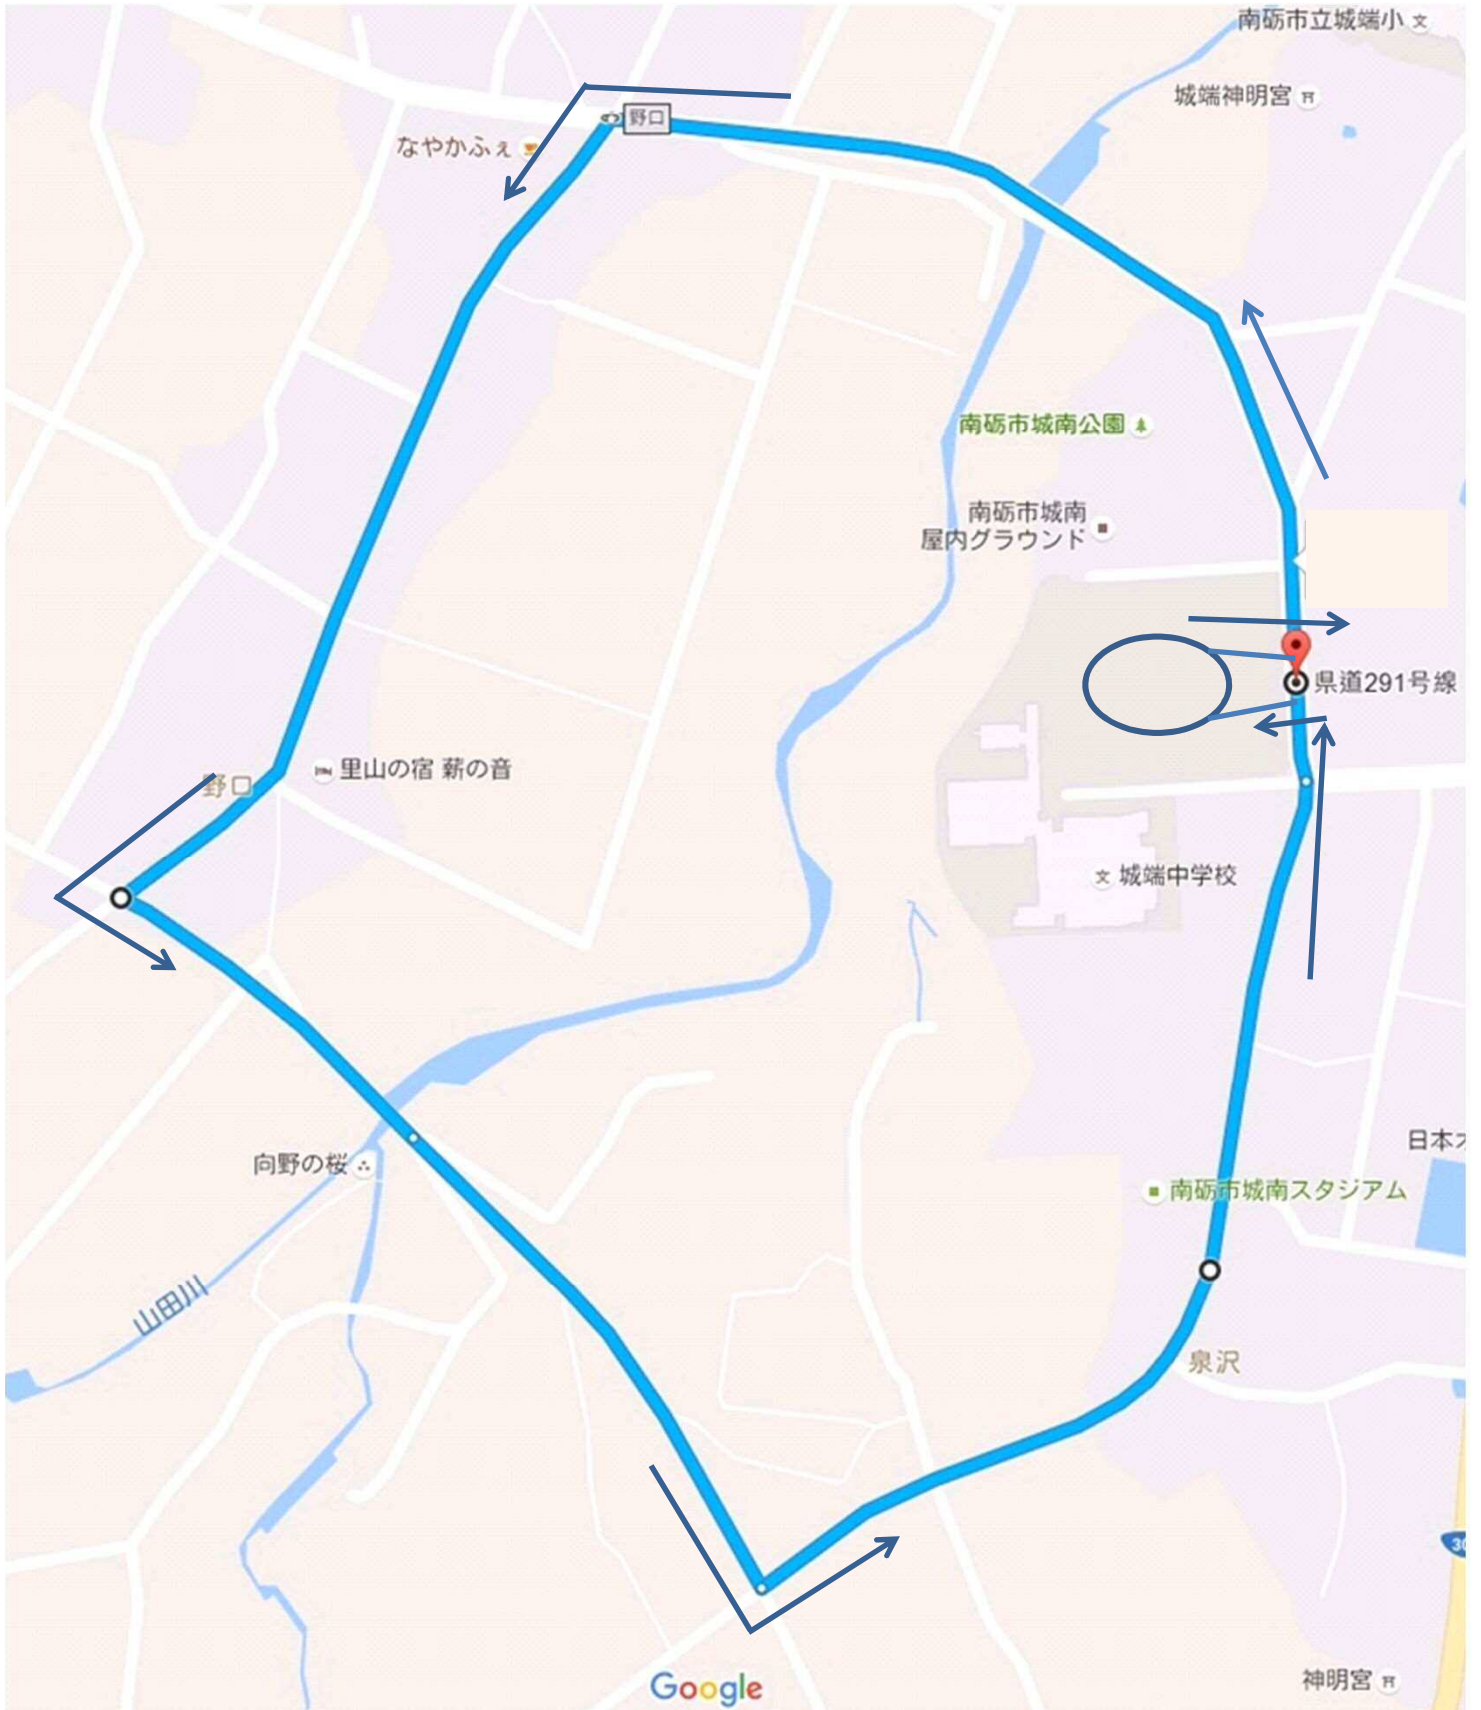 南砺市立城端小
城端神明宮
野口
なやかふぇ
南砺市城南公園
南砺市城南
屋内グラウンド
県道291号線
里山の宿 薪の音
野口
城端中学校
日本
向野の桜
南砺市城南スタジアム
山田川
泉沢
30
神明宮
Google